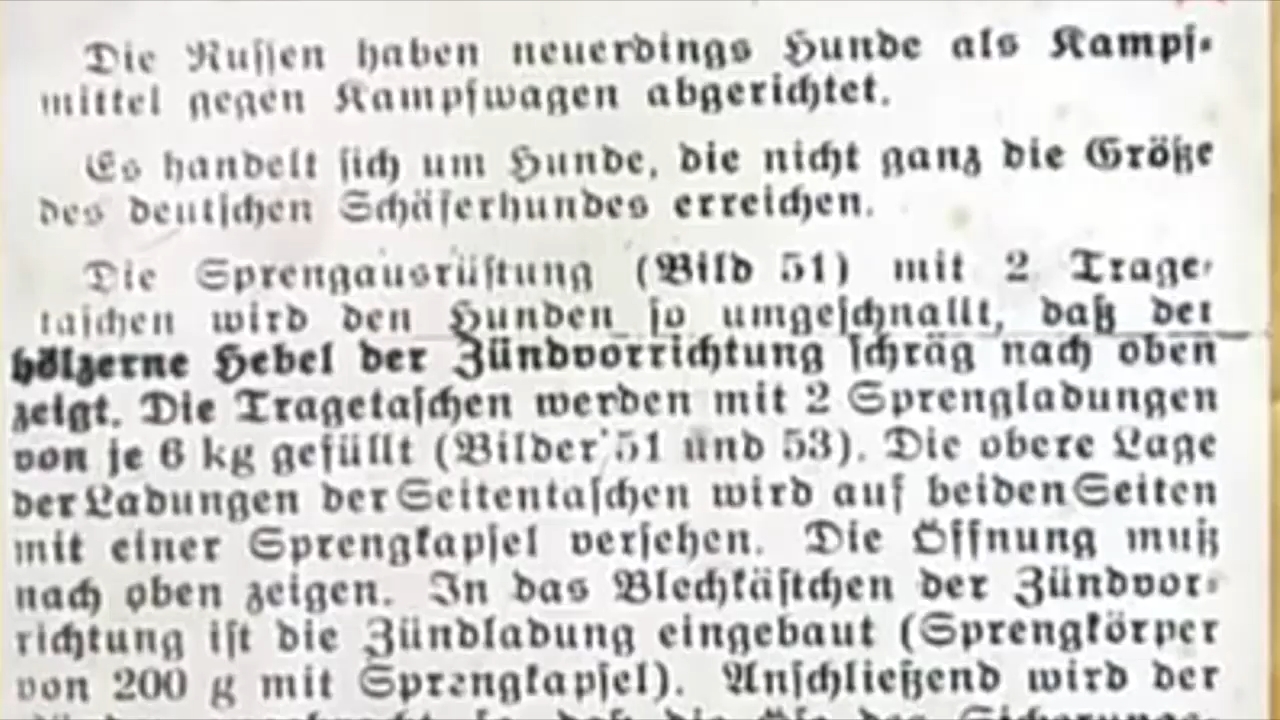 Die Russen haben neuerdings Hunde als Kampf-
mittel gegen Kampfwagen abgerichtet.
Es handelt sich um Hunde, die nicht ganz die Größe
des deutschen Schäferhundes erreichen.
Die Sprengausrüstung (Bild 51) mit 2 Trage-
taschen wird den Hunden so umgeschnallt, daß der
hölzerne Hebel der Zündvorrichtung schräg nach oben
zeigt. Die Tragetaschen werden mit 2 Sprengladungen
von je 6 kg gefüllt (Bilder 51 und 53). Die obere Lage
der Ladungen der Seitentaschen wird auf beiden Seiten
mit einer Sprengkapsel versehen. Die Öffnung muß
nach oben zeigen. In das Blechkästchen der Zündvor-
richtung ist die Zündladung eingebaut (Sprengkörper
von 200 g mit Sprengkapsel). Anschließend wird der